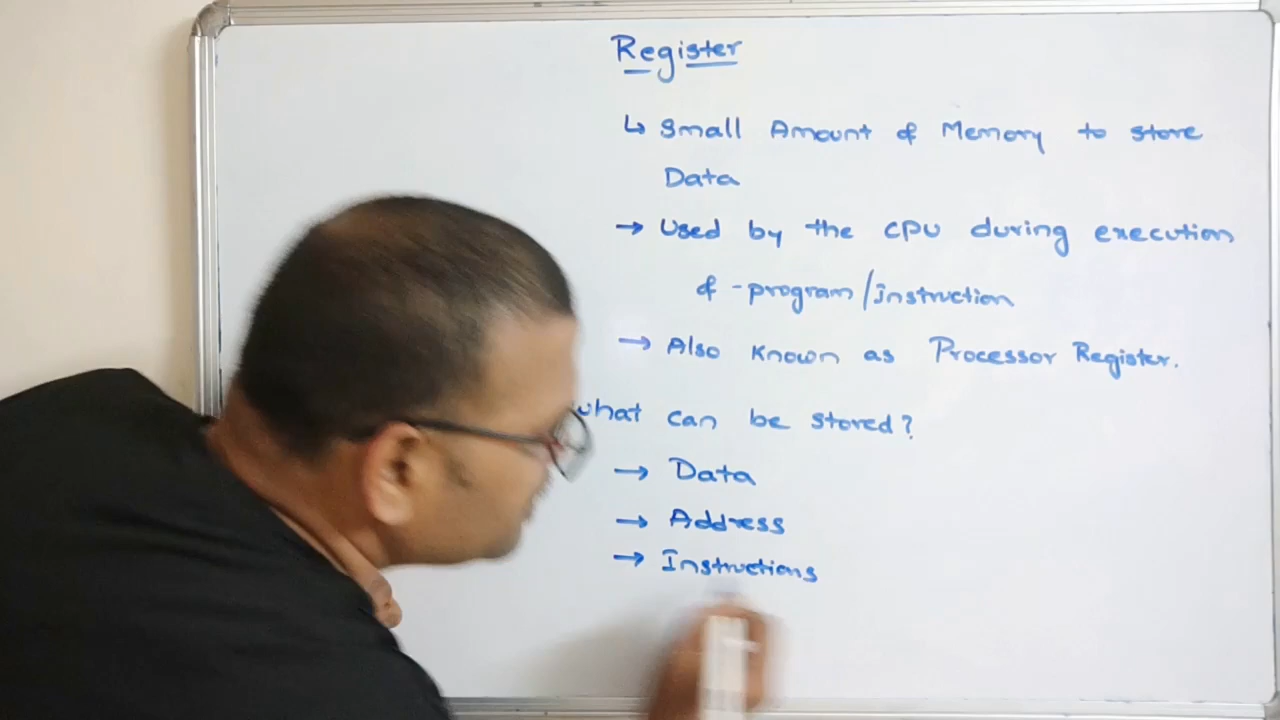 Register
↳ Small Amount of Memory to store
Data
→ Used by the CPU during execution
of -program/instruction
→ Also Known as Processor Register.
what can be stored?
→ Data
→ Address
→ Instructions